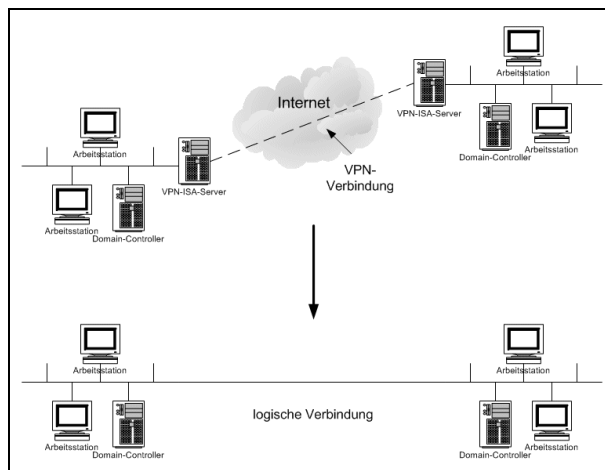 Arbeitsstation
Internet
VPN-ISA-Server
Arbeitsstation
Domain-Controller
Arbeitsstation
VPN-ISA-Server
VPN-
Verbindung
Arbeitsstation
Domain-Controller
Arbeitsstation
Arbeitsstation
logische Verbindung
Arbeitsstation
Domain-Controller
Domain-Controller
Arbeitsstation